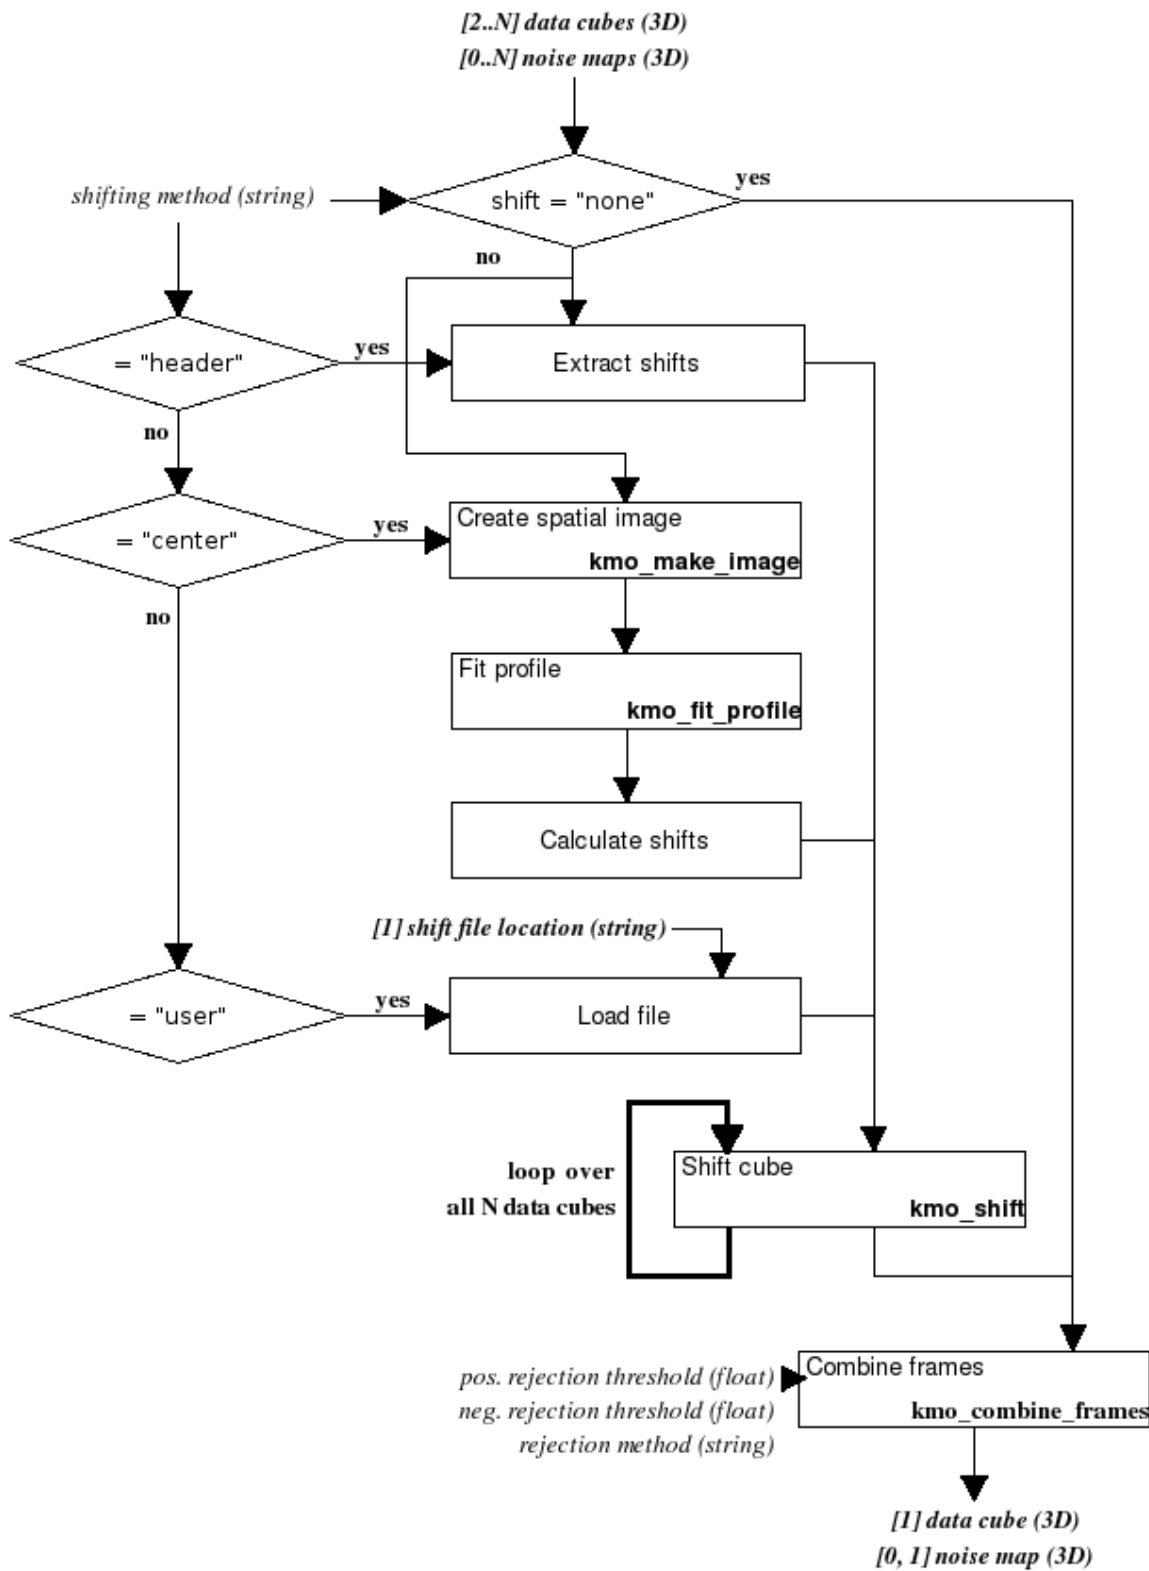 [2..N] data cubes (3D)
[0..N] noise maps (3D)
yes
shifting method (string)
shift = "none"
no
= "header"
yes
Extract shifts
no
= "center"
yes
Create spatial image
kmo_make_image
no
Fit profile
kmo_fit_profile
Calculate shifts
[1] shift file location (string)
= "user"
yes
Load file
loop over
all N data cubes
Shift cube
kmo_shift
pos. rejection threshold (float)
neg. rejection threshold (float)
rejection method (string)
Combine frames
kmo_combine_frames
[1] data cube (3D)
[0, 1] noise map (3D)